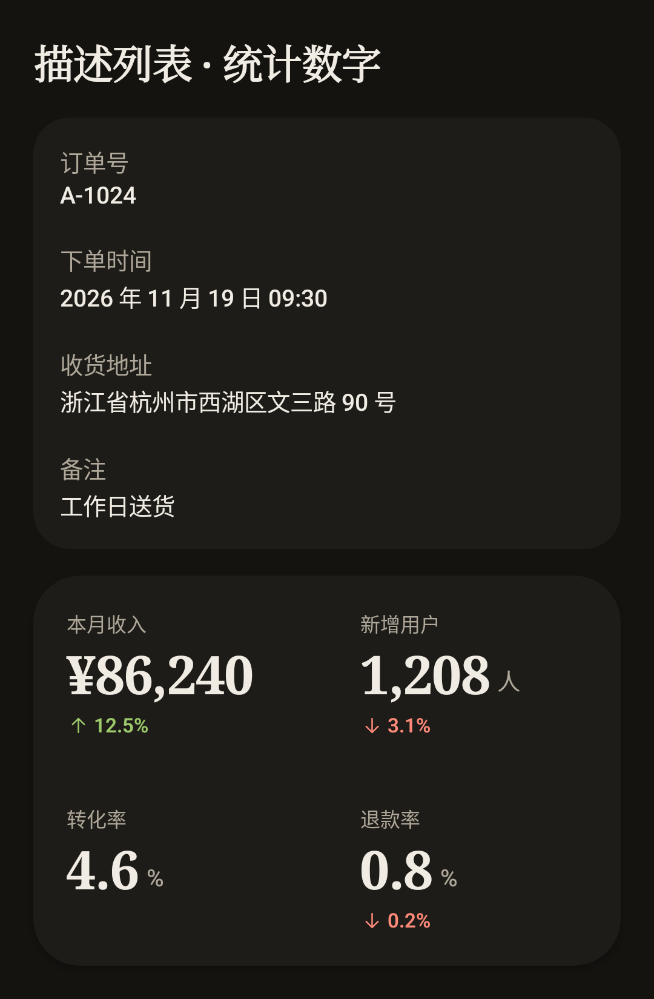 描述列表 · 统计数字
订单号
A-1024
下单时间
2026 年 11 月 19 日 09:30
收货地址
浙江省杭州市西湖区文三路 90 号
备注
工作日送货
本月收入
¥86,240
↑ 12.5%
新增用户
1,208 人
↓ 3.1%
转化率
4.6 %
退款率
0.8 %
↓ 0.2%